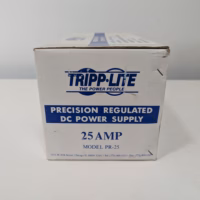 TRIPP-LITE
THE POWER PEOPLE
PRECISION REGULATED
DC POWER SUPPLY
25 AMP
MODEL PR-25